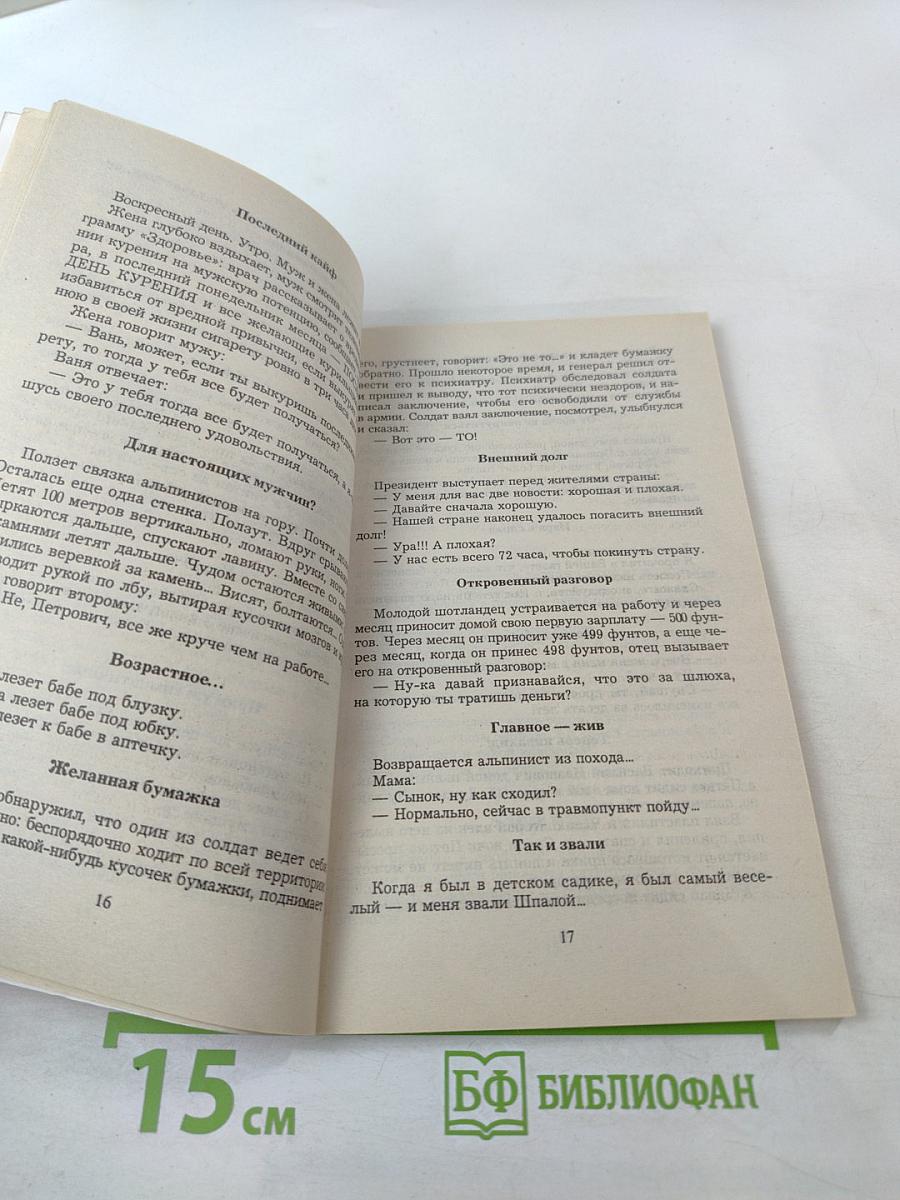 Последний кайф
Воскресный день. Утро. Муж и жена
Жена глубоко вздыхает, муж смотрит
грамму «Здоровье»: врач рассказывает о
нии курения на мужскую потенцию,
ра, в последний понедельник месяца —
ДЕНЬ КУРЕНИЯ и все желающие
избавиться от вредной привычки, если
нюю в своей жизни сигарету ровно в три часа
Жена говорит мужу:
— Вань, может, если ты выкуришь
рету, то тогда у тебя все будет получаться?
Ваня отвечает:
— Это у тебя тогда все будет получаться, а я
шусь своего последнего удовольствия.
Для настоящих мужчин?
Ползет связка альпинистов на гору. Почти
Осталась еще одна стенка. Ползут. Вдруг
Летят 100 метров вертикально, ломают руки, ноги
дальше, спускают лавину. Вместе со
камнями летят дальше. Чудом остаются
ились веревкой за камень... Висят, болтаются..
водит рукой по лбу, вытирая кусочки мозгов и
говорит второму:
Не, Петрович, все же круче чем на работе...
Возрастное...
лезет бабе под блузку.
а лезет бабе под юбку.
лезет к бабе в аптечку.
Желанная бумажка
обнаружил, что один из солдат ведет себя
но: беспорядочно ходит по всей территории
какой-нибудь кусочек бумажки, поднимает
16
его, грустнеет, говорит: «Это не то...» и кладет бумажку
обратно. Прошло некоторое время, и генерал решил от-
вести его к психиатру. Психиатр обследовал солдата
и пришел к выводу, что тот психически нездоров, и на-
писал заключение, чтобы его освободили от службы
в армии. Солдат взял заключение, посмотрел, улыбнулся
и сказал:
— Вот это — ТО!
Внешний долг
Президент выступает перед жителями страны:
— У меня для вас две новости: хорошая и плохая.
— Давайте сначала хорошую.
— Нашей стране наконец удалось погасить внешний
долг!
— Ура!!! А плохая?
— У нас есть всего 72 часа, чтобы покинуть страну.
Откровенный разговор
Молодой шотландец устраивается на работу и через
месяц приносит домой свою первую зарплату — 500 фун-
тов. Через месяц он приносит уже 499 фунтов, а еще че-
рез месяц, когда он принес 498 фунтов, отец вызывает
его на откровенный разговор:
— Ну-ка давай признавайся, что это за шлюха,
на которую ты тратишь деньги?
Главное — жив
Возвращается альпинист из похода...
Мама:
— Сынок, ну как сходил?
— Нормально, сейчас в травмопункт пойду...
Так и звали
Когда я был в детском садике, я был самый весе-
лый — и меня звали Шпалой...
17
15 см
БФ БИБЛИОФАН